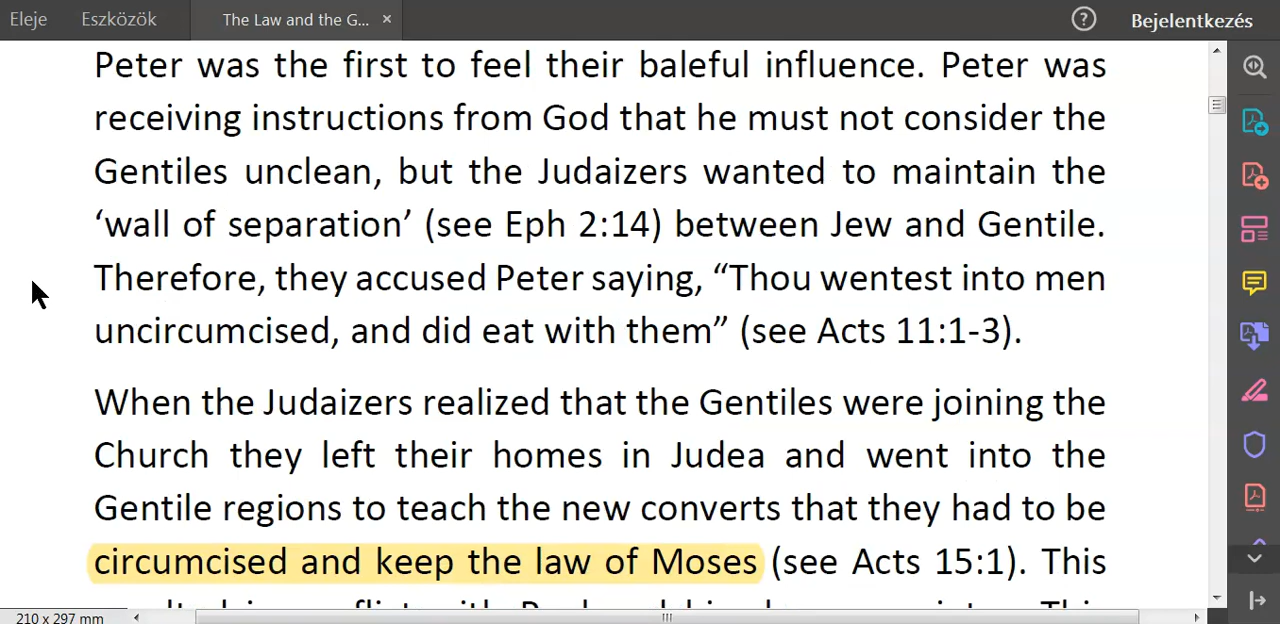 Eleje Eszközök The Law and the G... × ? Bejelentkezés
Peter was the first to feel their baleful influence. Peter was
receiving instructions from God that he must not consider the
Gentiles unclean, but the Judaizers wanted to maintain the
‘wall of separation’ (see Eph 2:14) between Jew and Gentile.
Therefore, they accused Peter saying, “Thou wentest into men
uncircumcised, and did eat with them” (see Acts 11:1-3).
When the Judaizers realized that the Gentiles were joining the
Church they left their homes in Judea and went into the
Gentile regions to teach the new converts that they had to be
circumcised and keep the law of Moses (see Acts 15:1). This
210 x 297 mm